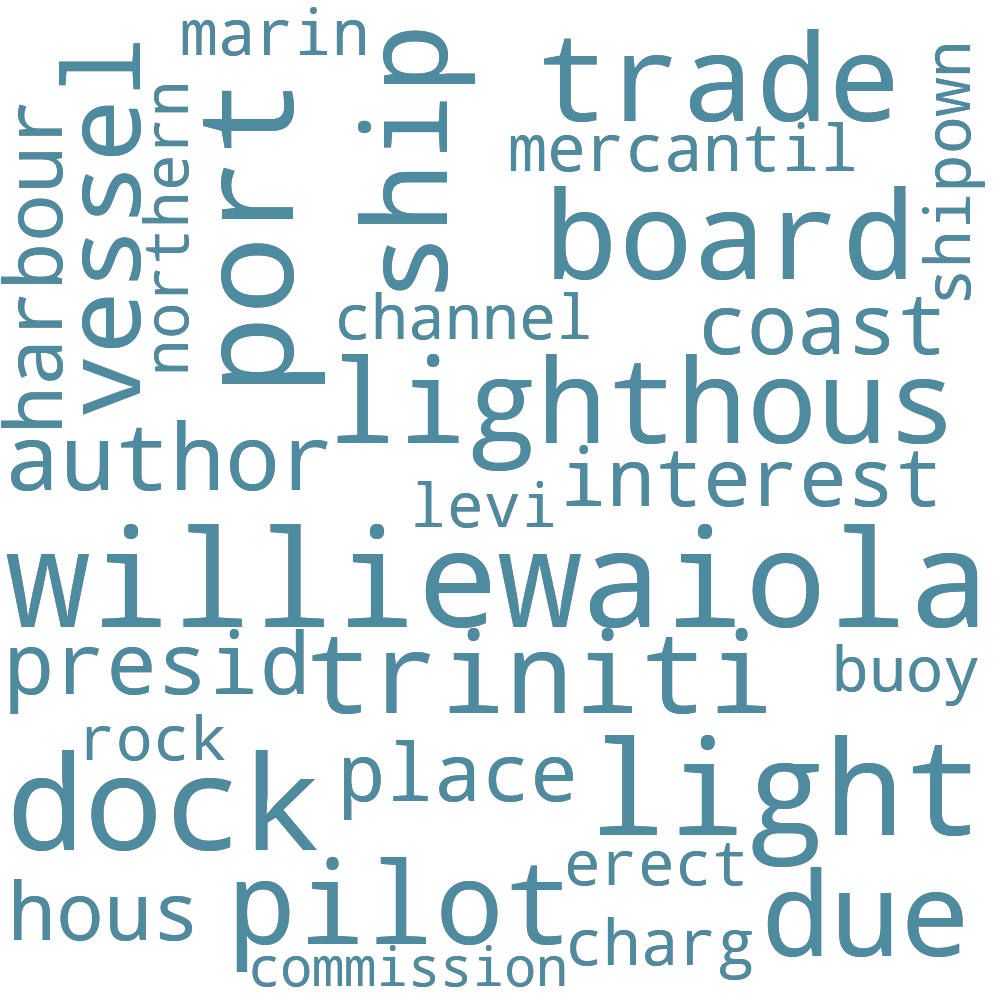 marin
ship
trade
shipown
vessel
northern
port
harbour
mercantil
board
channel
coast
lighthous
author
interest
levi
williewaiola
presid
triniti
buoy
rock
dock
place
light
erect
hous
pilot
due
charg
commission